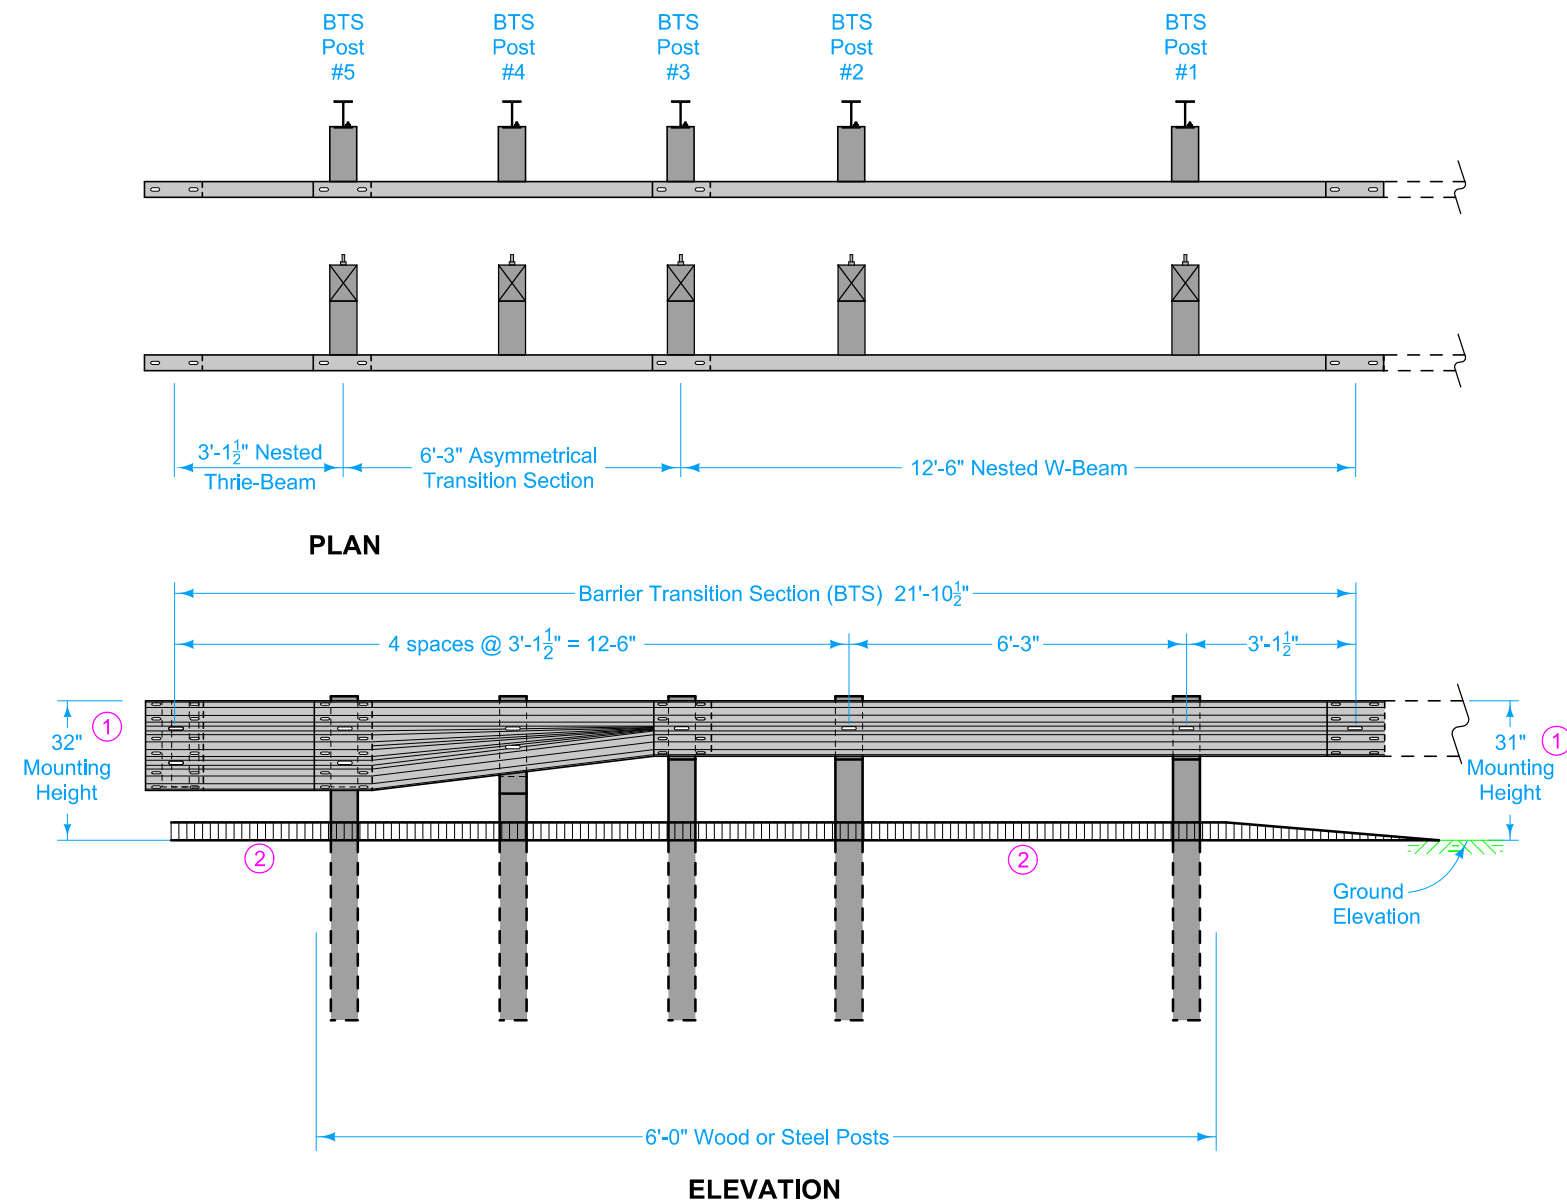 BTS
Post
#5
BTS
Post
#4
BTS
Post
#3
BTS
Post
#2
BTS
Post
#1
3'-1½" Nested
Thrie-Beam
6'-3" Asymmetrical
Transition Section
12'-6" Nested W-Beam
PLAN
Barrier Transition Section (BTS) 21'-10½"
4 spaces @ 3'-1½" = 12-6"
6'-3"
3'-1½"
1
32"
Mounting
Height
31"
Mounting
Height
1
2
2
Ground
Elevation
6'-0" Wood or Steel Posts
ELEVATION